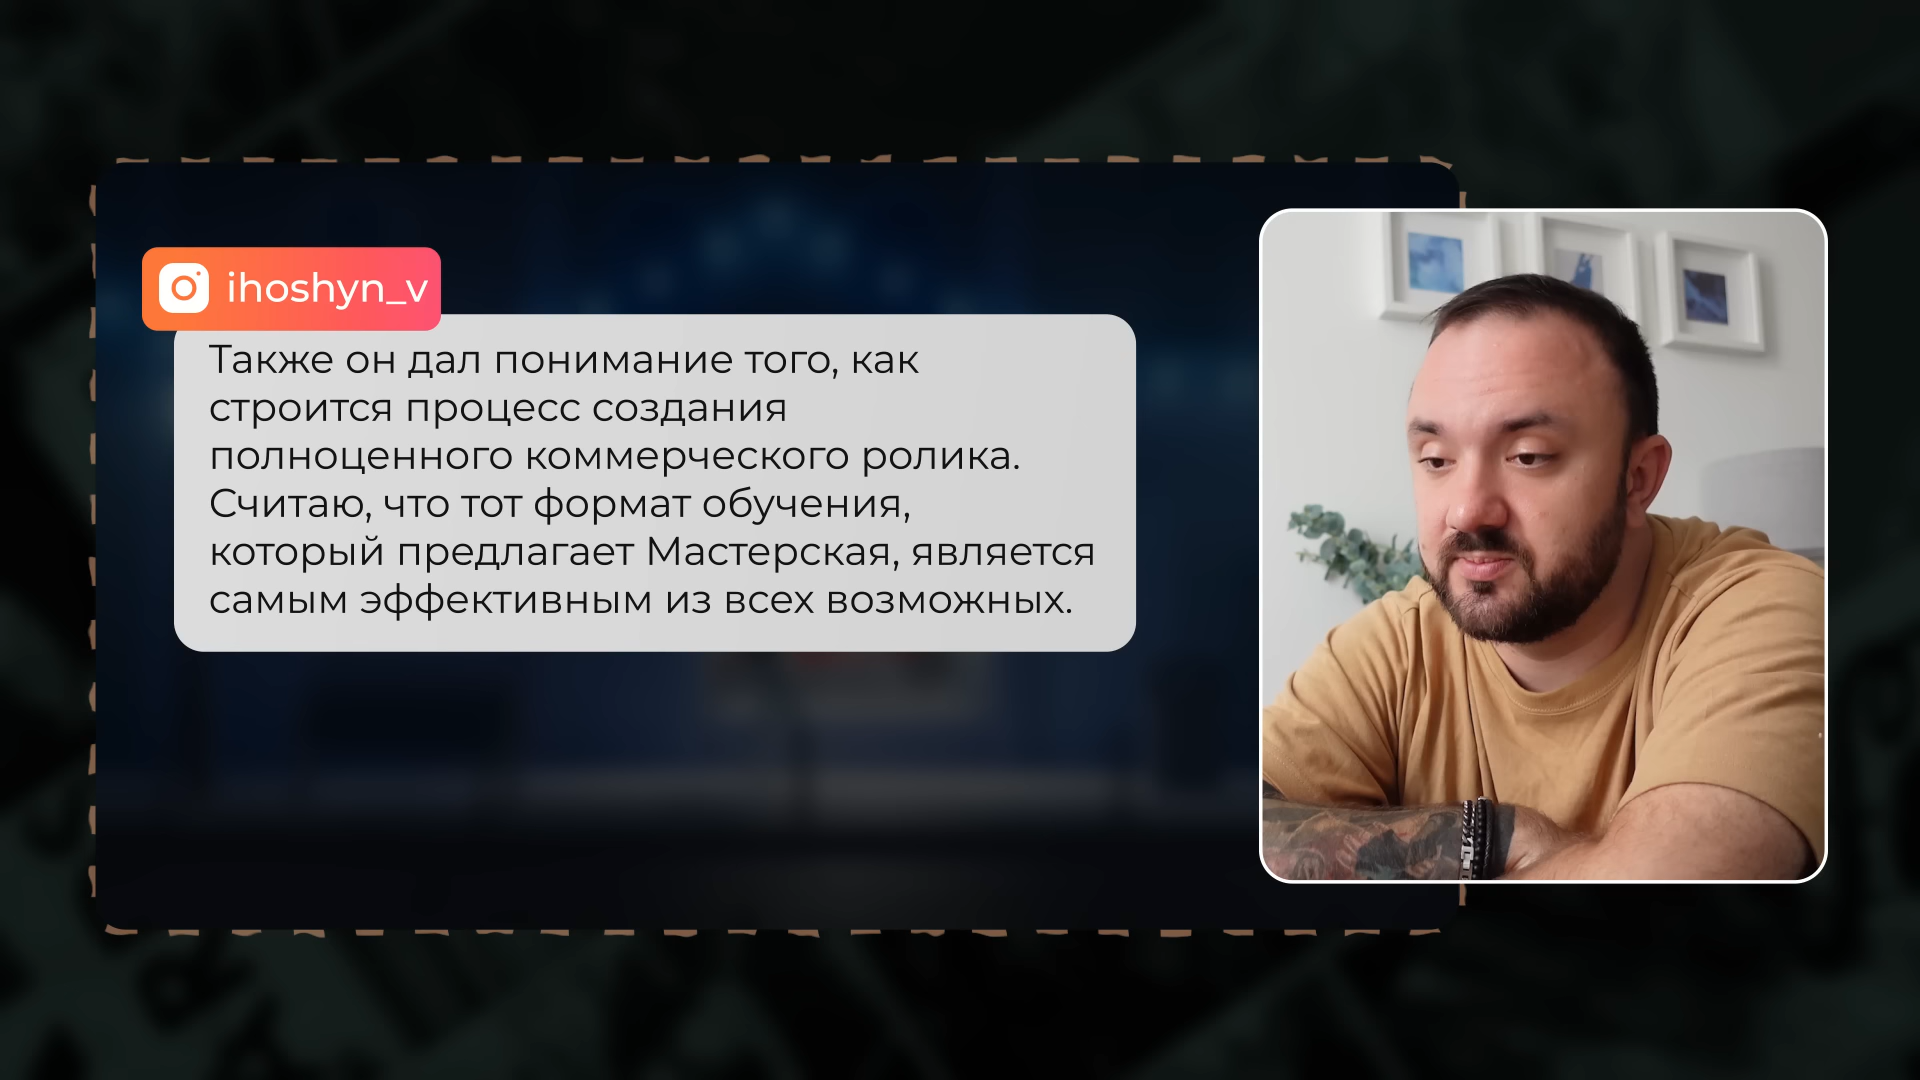 ihoshyn_v
Также он дал понимание того, как
строится процесс создания
полноценного коммерческого ролика.
Считаю, что тот формат обучения,
который предлагает Мастерская, является
самым эффективным из всех возможных.